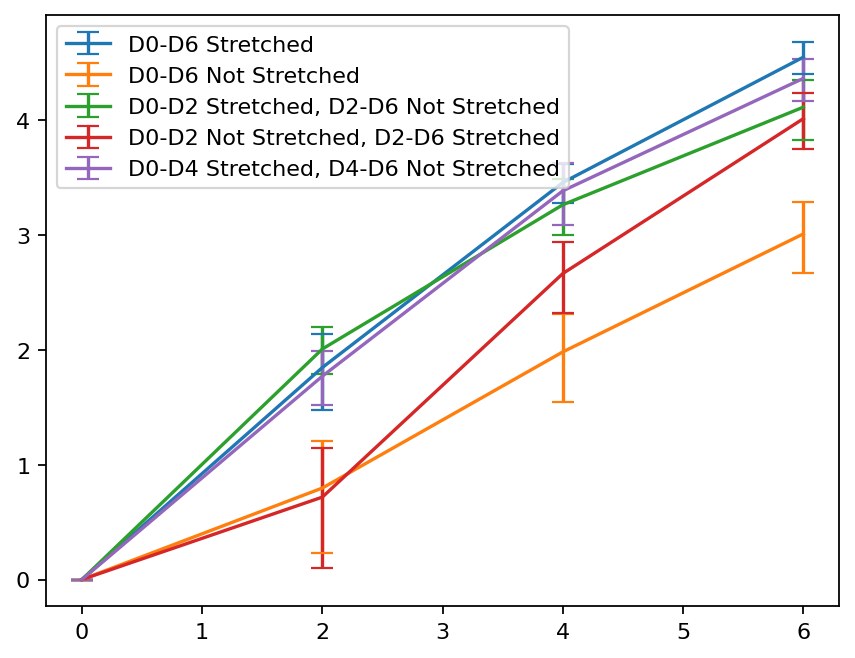 D0-D6 Stretched
D0-D6 Not Stretched
D0-D2 Stretched, D2-D6 Not Stretched
D0-D2 Not Stretched, D2-D6 Stretched
D0-D4 Stretched, D4-D6 Not Stretched
4
3
2
1
0
0 1 2 3 4 5 6